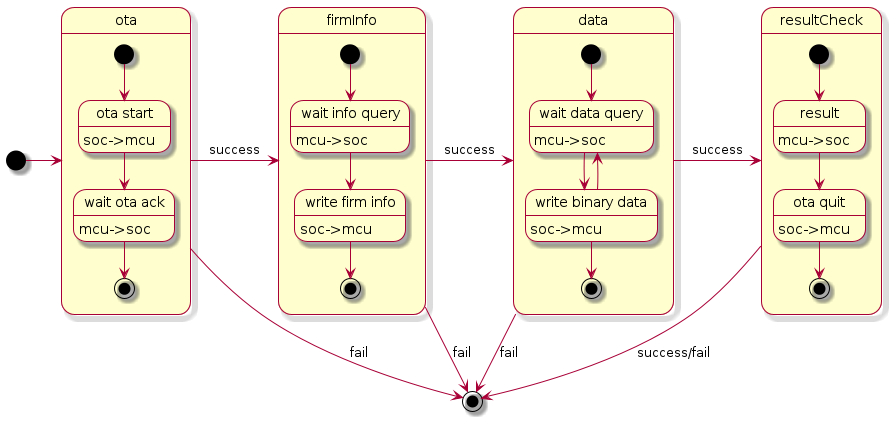 ota
firmInfo
data
resultCheck
ota start
soc->mcu
wait info query
mcu->soc
wait data query
mcu->soc
result
mcu->soc
success
success
success
wait ota ack
mcu->soc
write firm info
soc->mcu
write binary data
soc->mcu
ota quit
soc->mcu
fail
fail
fail
success/fail